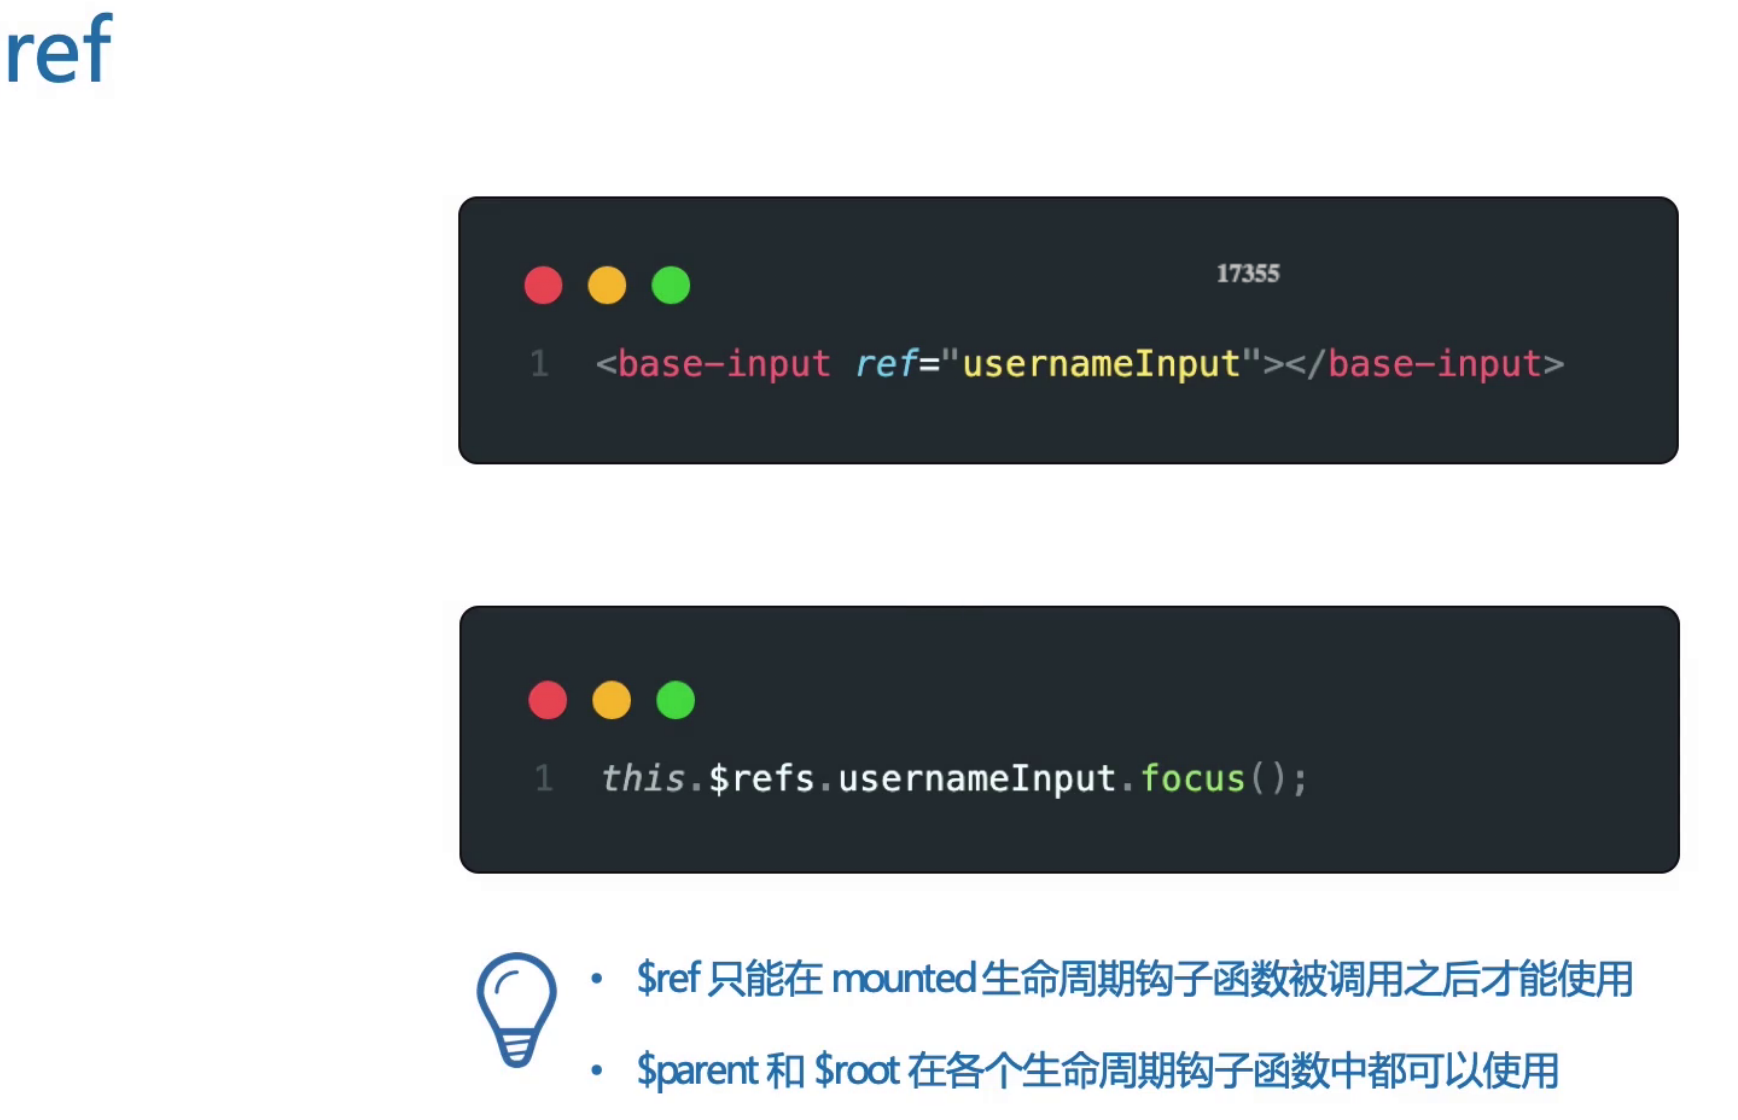 ref
17355
1 <base-input ref="usernameInput"></base-input>
1 this.$refs.usernameInput.focus();
• $ref 只能在 mounted 生命周期钩子函数被调用之后才能使用
• $parent 和 $root 在各个生命周期钩子函数中都可以使用